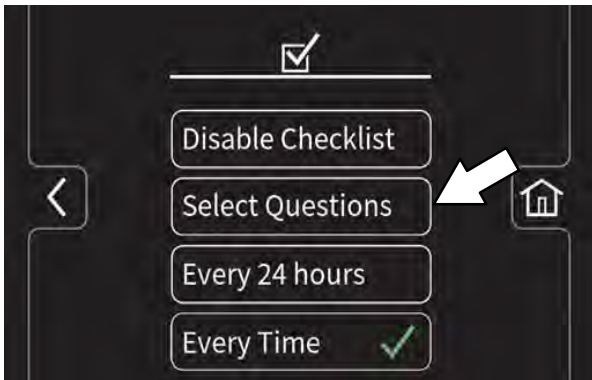 Disable Checklist
Select Questions
Every 24 hours
Every Time